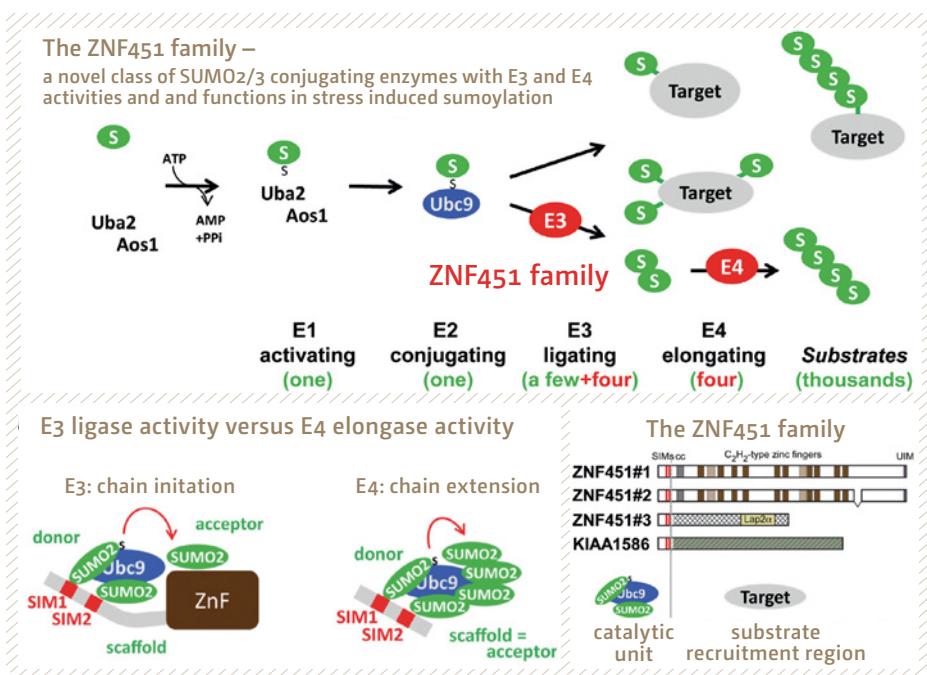 The ZNF451 family –
a novel class of SUMO2/3 conjugating enzymes with E3 and E4
activities and and functions in stress induced sumoylation
S
ATP
Uba2
Aos1
AMP
+PPi
S
S
Uba2
Aos1
S
S
Ubc9
E3
ZNF451 family
S
Target
S
S
S
S
Target
S
S
Target
S
S
S
E4
S
S
S
S
E1
activating
(one)
E2
conjugating
(one)
E3
ligating
(a few+four)
E4
elongating
(four)
Substrates
(thousands)
E3 ligase activity versus E4 elongase activity
E3: chain initation
donor
acceptor
s
SUMO2
Ubc9
SUMO2
SUMO2
ZnF
SIM1
SIM2
scaffold
E4: chain extension
donor
s
SUMO2
SUMO2
Ubc9
SUMO2
SUMO2
SUMO2
SIM1
SIM2
scaffold =
acceptor
The ZNF451 family
SIMs cc
C2H2-type zinc fingers
UIM
ZNF451#1
ZNF451#2
ZNF451#3
Lap2α
KIAA1586
SUMO2
Ubc9
SUMO2
Target
catalytic
unit
substrate
recruitment region